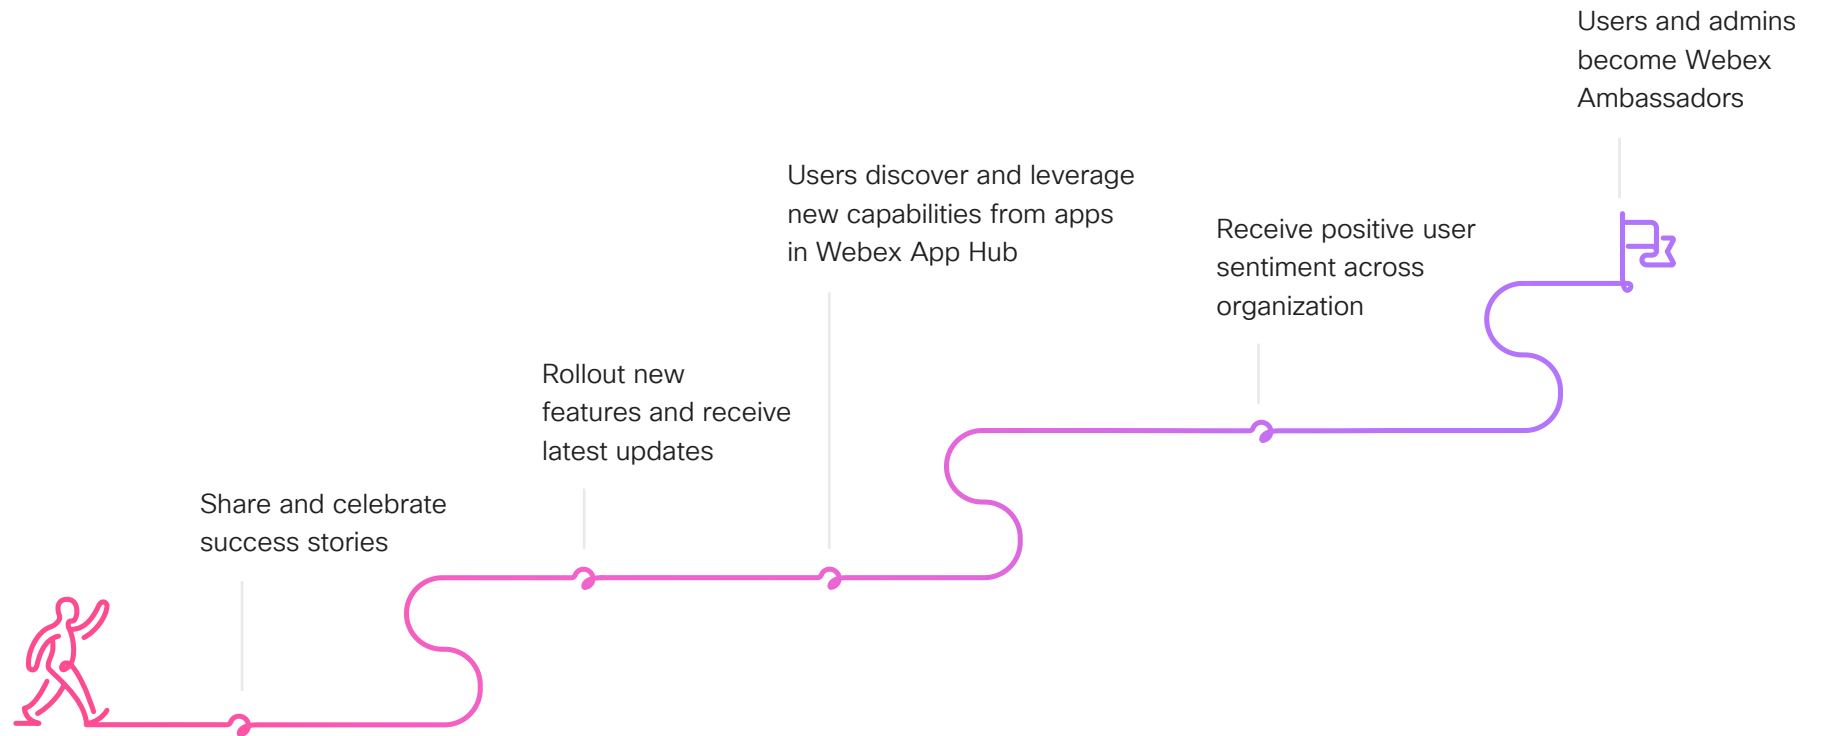 Share and celebrate
success stories
Rollout new
features and receive
latest updates
Users discover and leverage
new capabilities from apps
in Webex App Hub
Receive positive user
sentiment across
organization
Users and admins
become Webex
Ambassadors